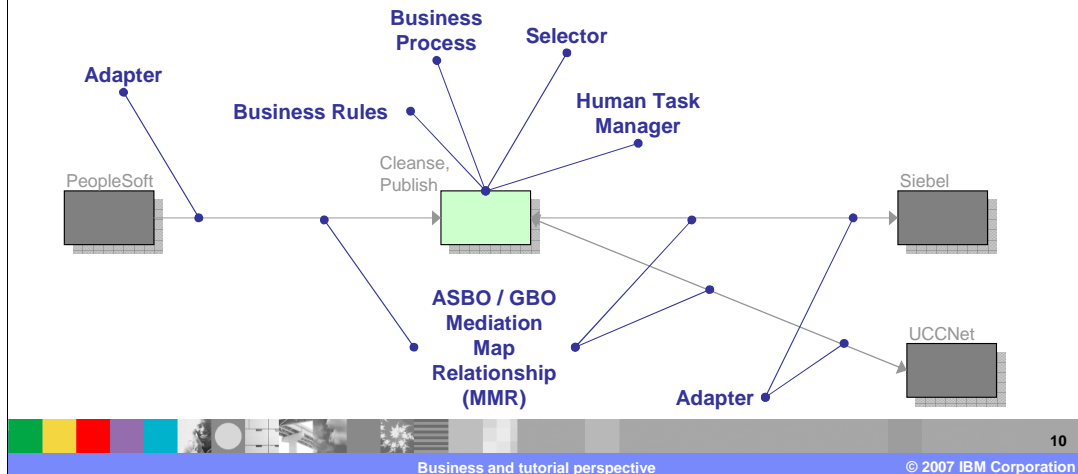 Business
Process
Selector
Adapter
Business Rules
Human Task
Manager
Cleanse,
Publish
PeopleSoft
Siebel
ASBO / GBO
Mediation
Map
Relationship
(MMR)
UCCNet
Adapter
10
Business and tutorial perspective
© 2007 IBM Corporation